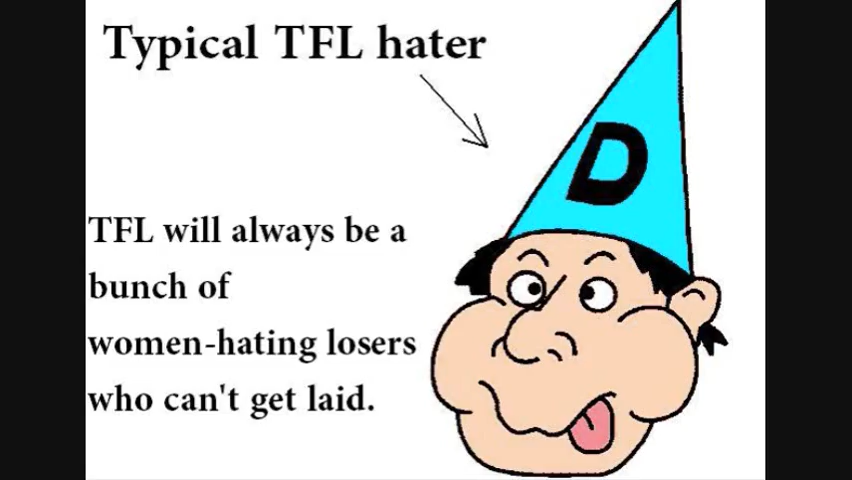 Typical TFL hater
D
TFL will always be a
bunch of
women-hating losers
who can't get laid.